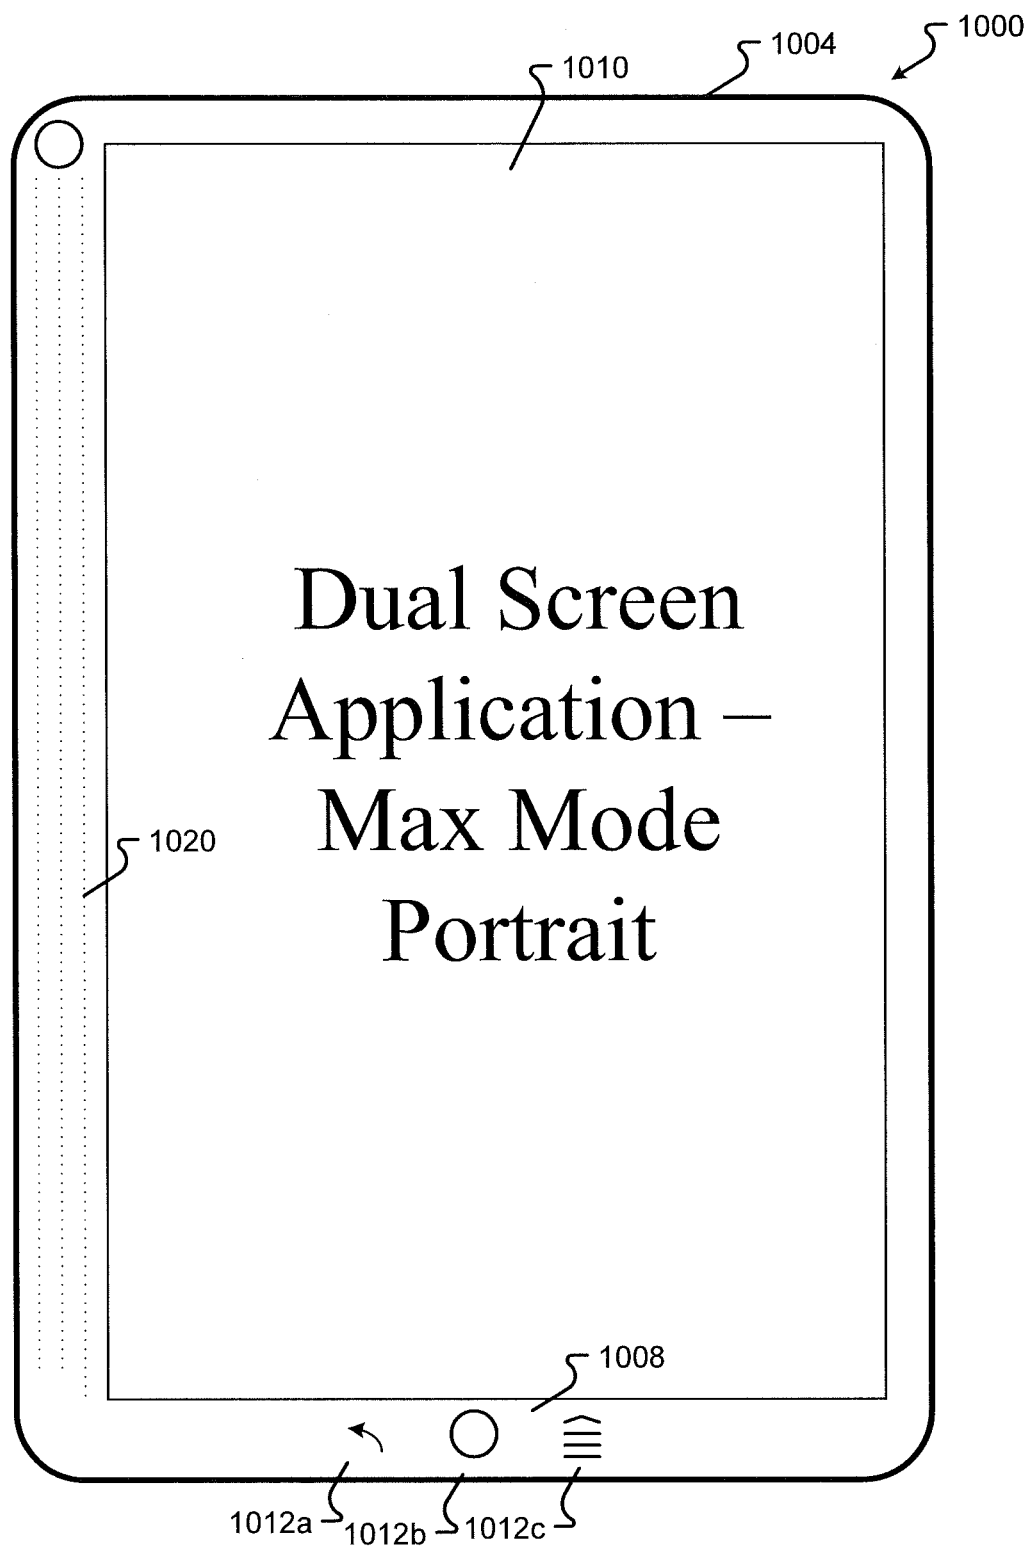 1000
1004
1010
Dual Screen
Application –
Max Mode
Portrait
1020
1008
1012a
1012b
1012c